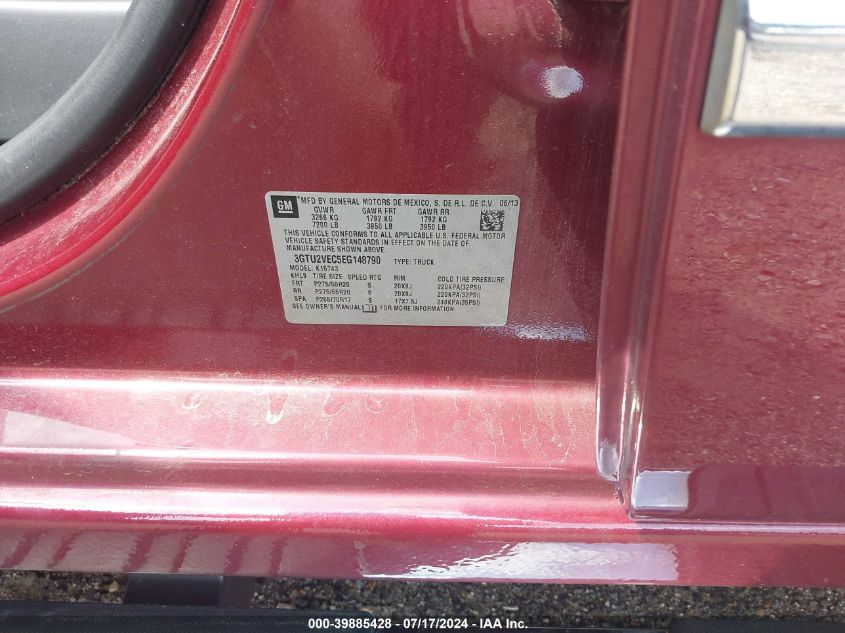 GM
MFD BY GENERAL MOTORS DE MEXICO, S. DE R.L. DE C.V. 05/13
GVWR GAWR FRT GAWR RR
3266 KG 1792 KG 1792 KG
7200 LB 3950 LB 3950 LB
THIS VEHICLE CONFORMS TO ALL APPLICABLE U.S. FEDERAL MOTOR
VEHICLE SAFETY STANDARDS IN EFFECT ON THE DATE OF
MANUFACTURE SHOWN ABOVE.
3GTU2VEC5EG148790 TYPE: TRUCK
MODEL: K15743
KHL9 TIRE SIZE SPEED RTG RIM COLD TIRE PRESSURE
FRT P275/55R20 S 20X9J 220KPA(32PSI)
RR P275/55R20 S 20X9J 220KPA(32PSI)
SPA P265/70R17 S 17X7.5J 240KPA(35PSI)
SEE OWNER'S MANUAL FOR MORE INFORMATION
000-39885428 07/17/2024 - IAA Inc.